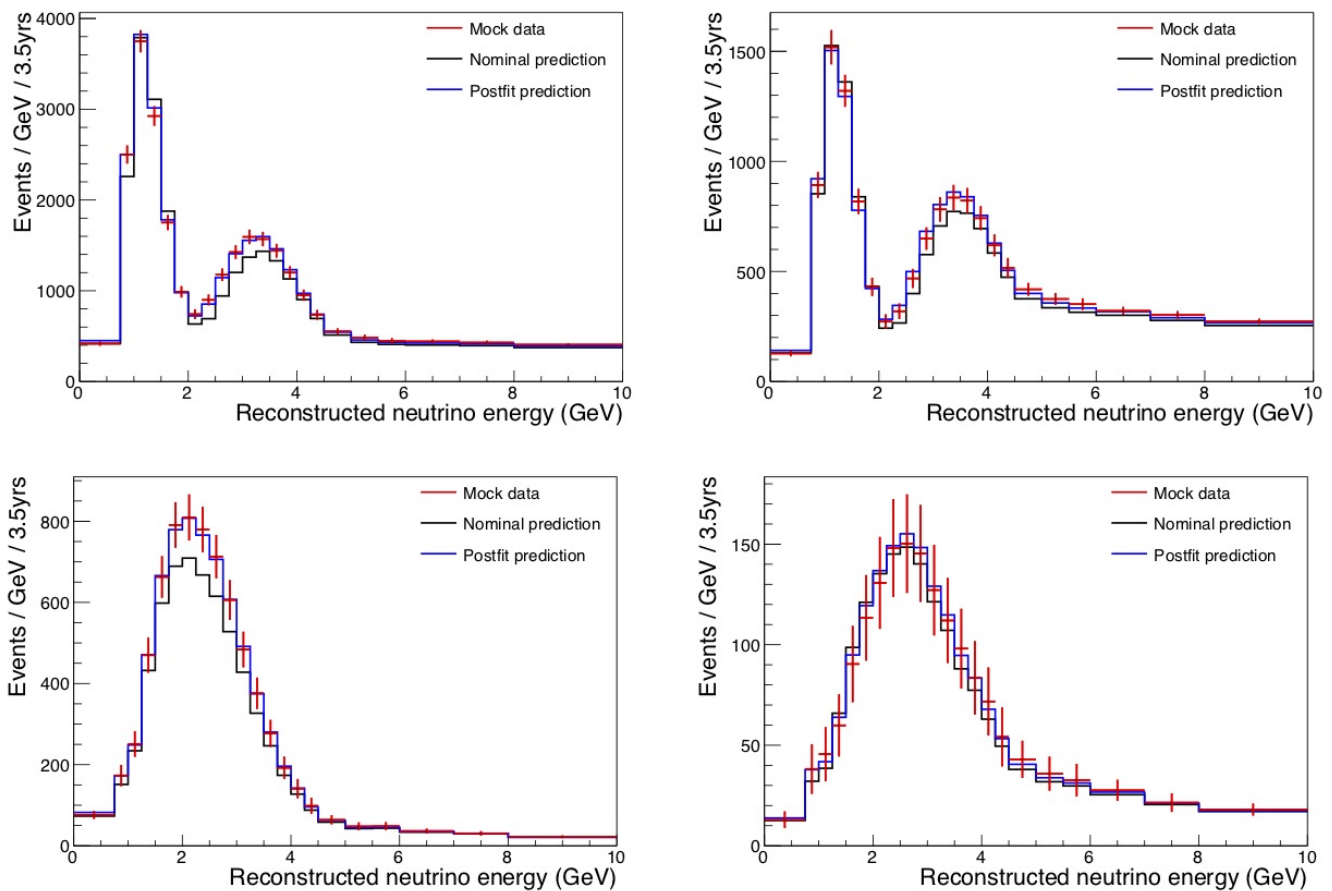 Events / GeV / 3.5yrs
4000
3000
2000
1000
0
Mock data
Nominal prediction
Postfit prediction
0 2 4 6 8 10
Reconstructed neutrino energy (GeV)
Events / GeV / 3.5yrs
1500
1000
500
0
Mock data
Nominal prediction
Postfit prediction
0 2 4 6 8 10
Reconstructed neutrino energy (GeV)
Events / GeV / 3.5yrs
800
600
400
200
0
Mock data
Nominal prediction
Postfit prediction
0 2 4 6 8 10
Reconstructed neutrino energy (GeV)
Events / GeV / 3.5yrs
150
100
50
0
Mock data
Nominal prediction
Postfit prediction
0 2 4 6 8 10
Reconstructed neutrino energy (GeV)